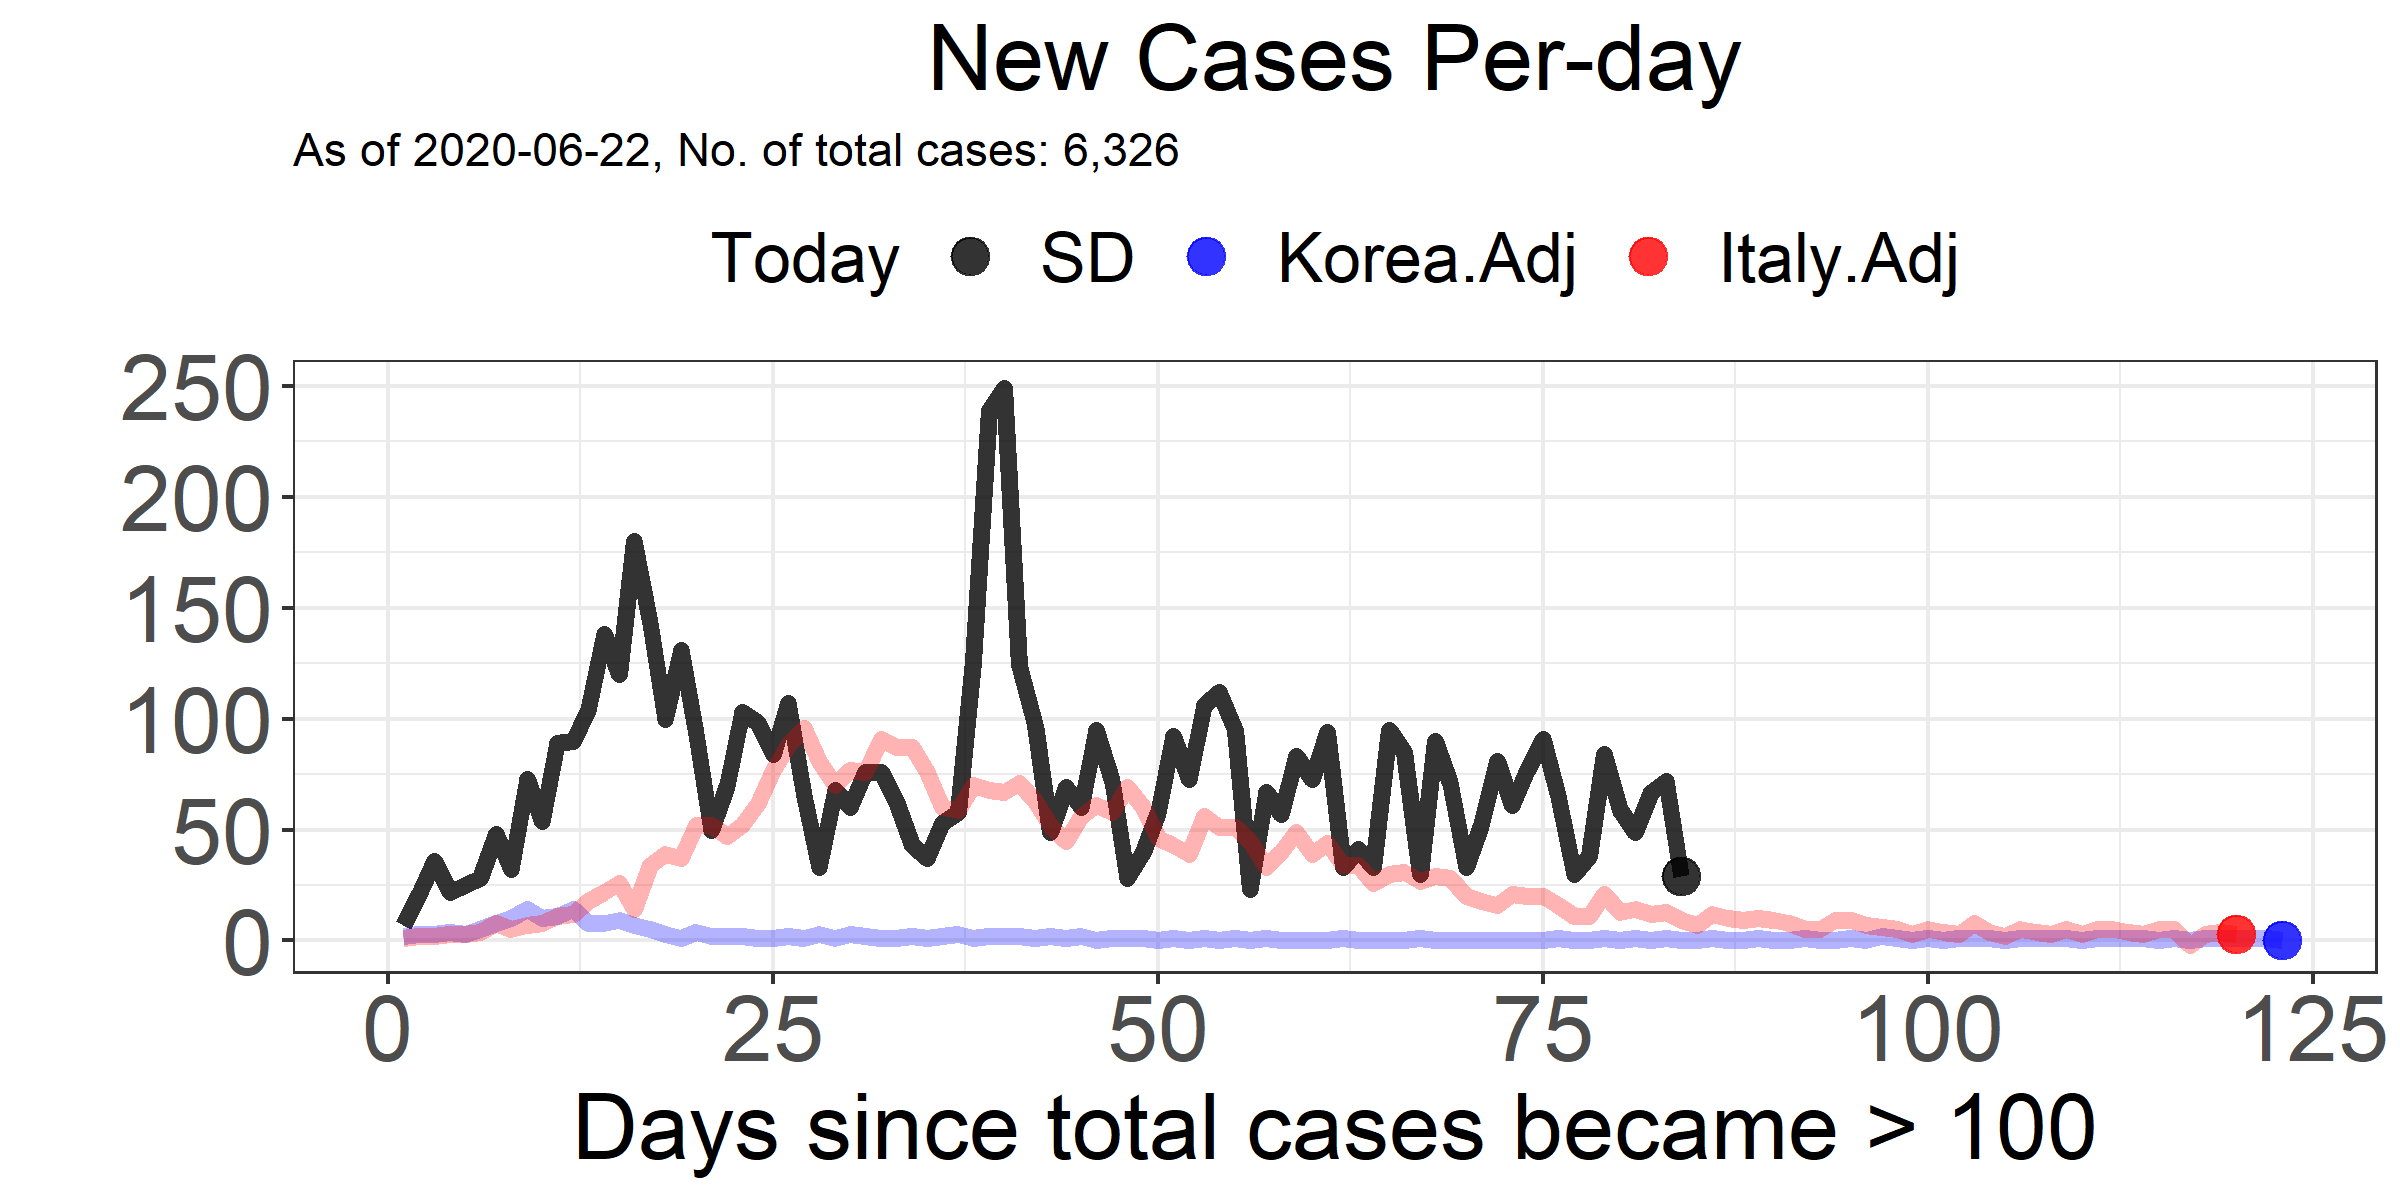 New Cases Per-day
As of 2020-06-22, No. of total cases: 6,326
Today SD Korea.Adj Italy.Adj
250
200
150
100
50
0
0 25 50 75 100 125
Days since total cases became > 100